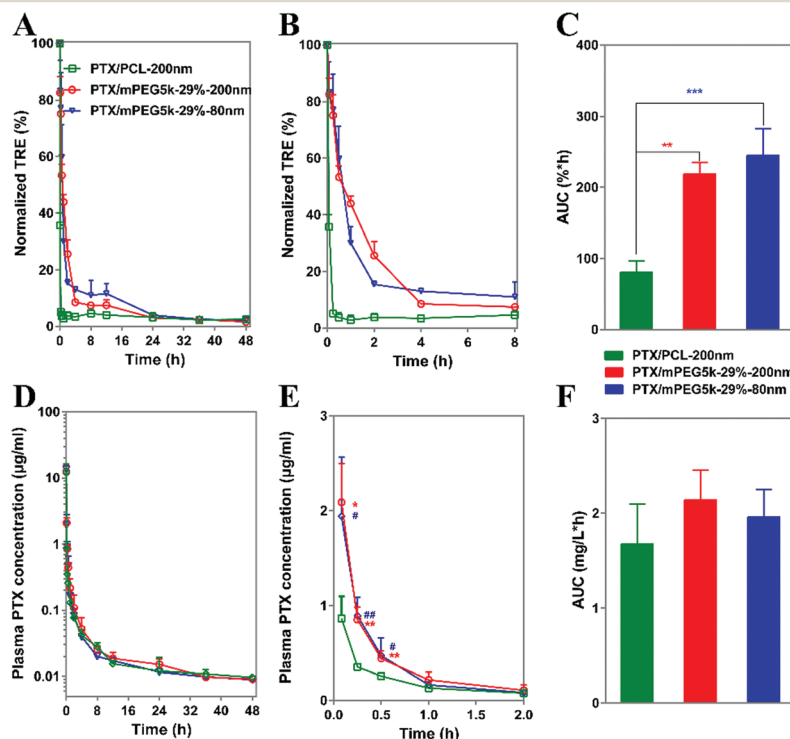 A
Normalized TRE (%)
100
80
60
40
20
0
0 8 16 24 32 40 48
Time (h)
PTX/PCL-200nm
PTX/mPEG5k-29%-200nm
PTX/mPEG5k-29%-80nm
B
Normalized TRE (%)
100
80
60
40
20
0
0 2 4 6 8
Time (h)
C
AUC (%*h)
400
300
200
100
0
**
***
PTX/PCL-200nm
PTX/mPEG5k-29%-200nm
PTX/mPEG5k-29%-80nm
D
Plasma PTX concentration (μg/ml)
100
10
1
0.1
0.01
0 8 16 24 32 40 48
Time (h)
E
Plasma PTX concentration (μg/ml)
3
2
1
0
0.0 0.5 1.0 1.5 2.0
Time (h)
*
#
##
**
#
**
F
AUC (mg/L*h)
3
2
1
0